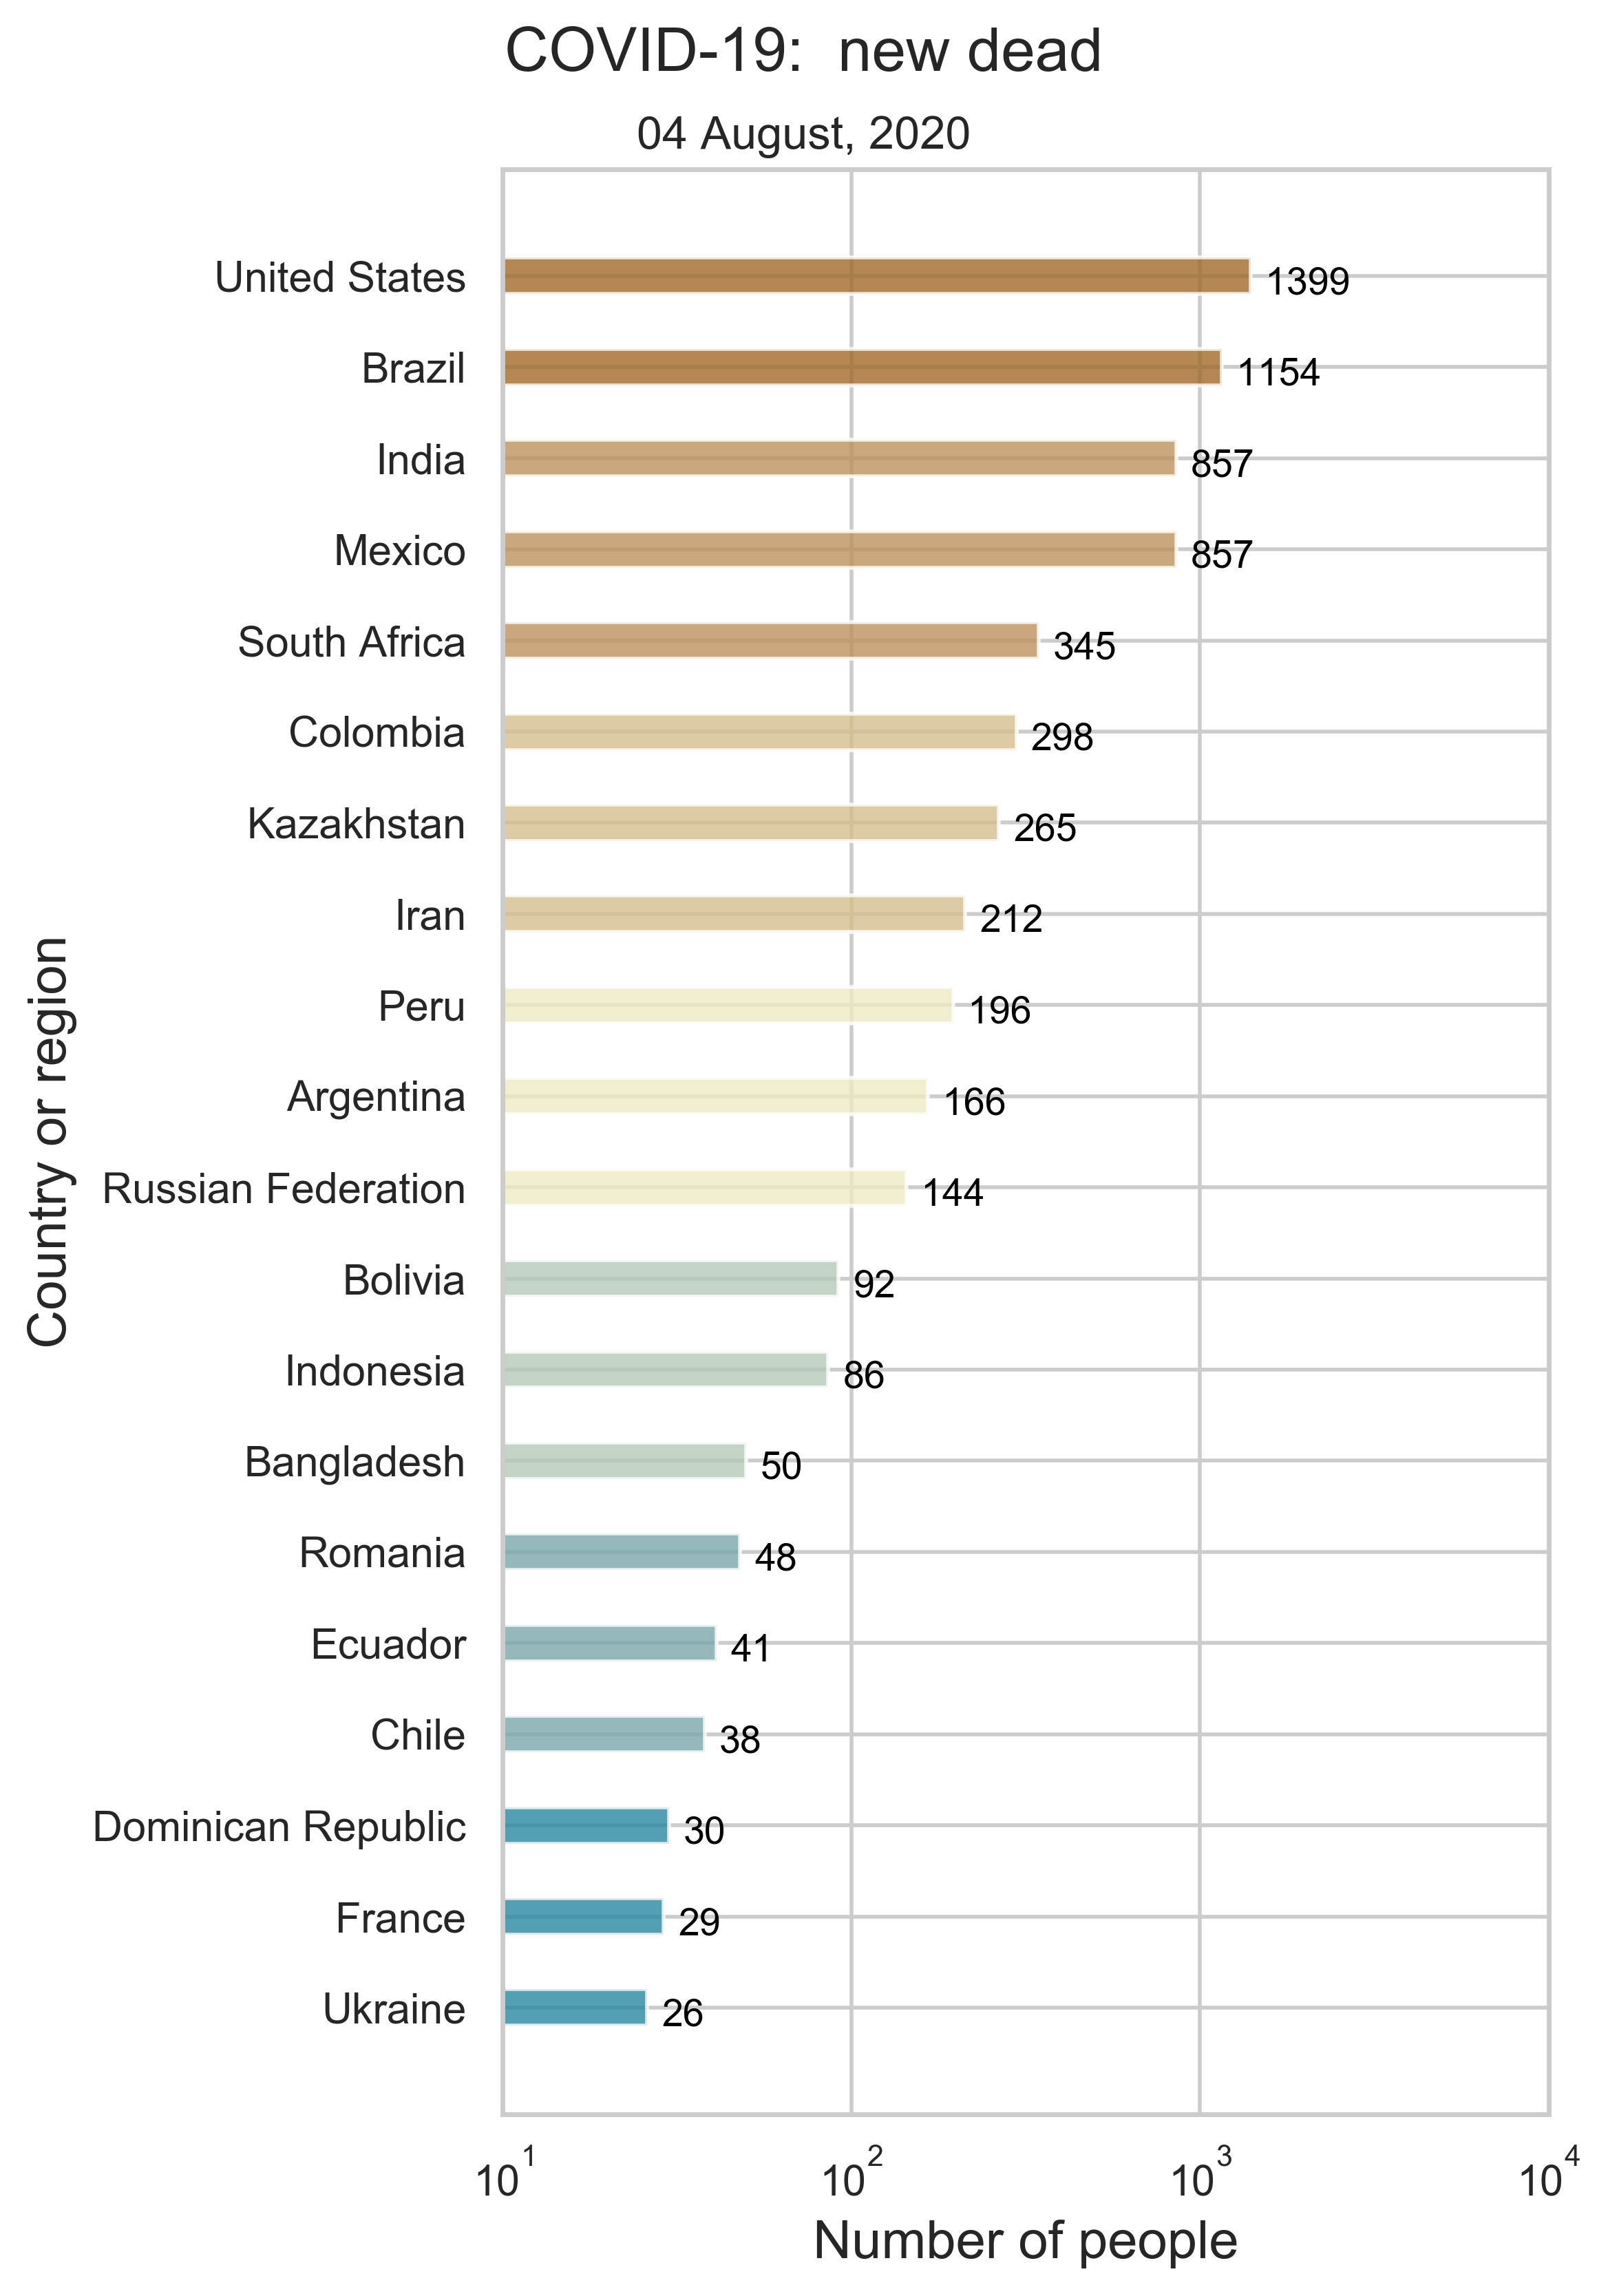 COVID-19:  new dead
04 August, 2020
United States 1399
Brazil 1154
India 857
Mexico 857
South Africa 345
Colombia 298
Kazakhstan 265
Iran 212
Peru 196
Argentina 166
Russian Federation 144
Bolivia 92
Indonesia 86
Bangladesh 50
Romania 48
Ecuador 41
Chile 38
Dominican Republic 30
France 29
Ukraine 26
Country or region
10^1 10^2 10^3 10^4
Number of people